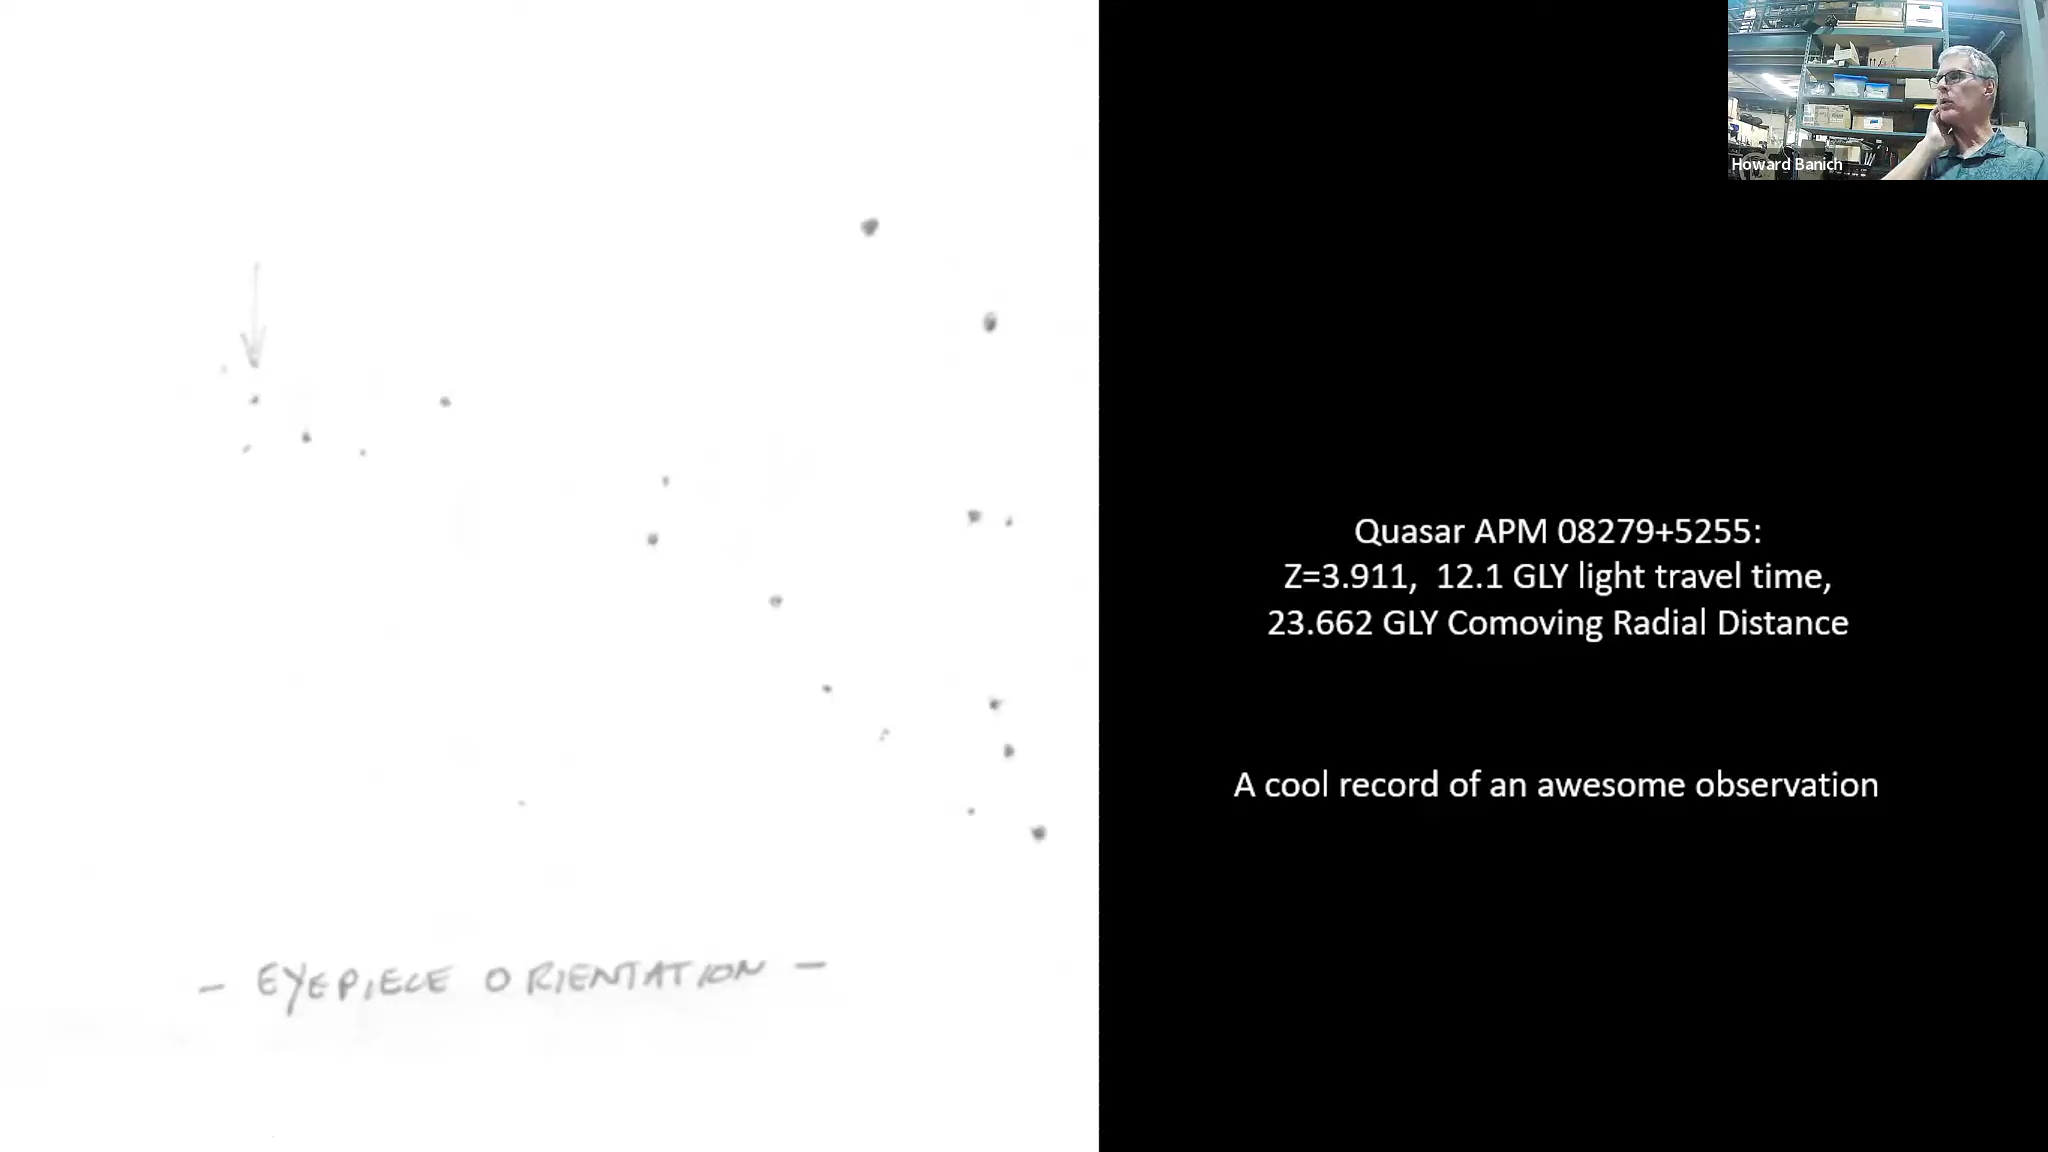 Howard Banich
Quasar APM 08279+5255:
Z=3.911, 12.1 GLY light travel time,
23.662 GLY Comoving Radial Distance
A cool record of an awesome observation
- EYEPIECE ORIENTATION -